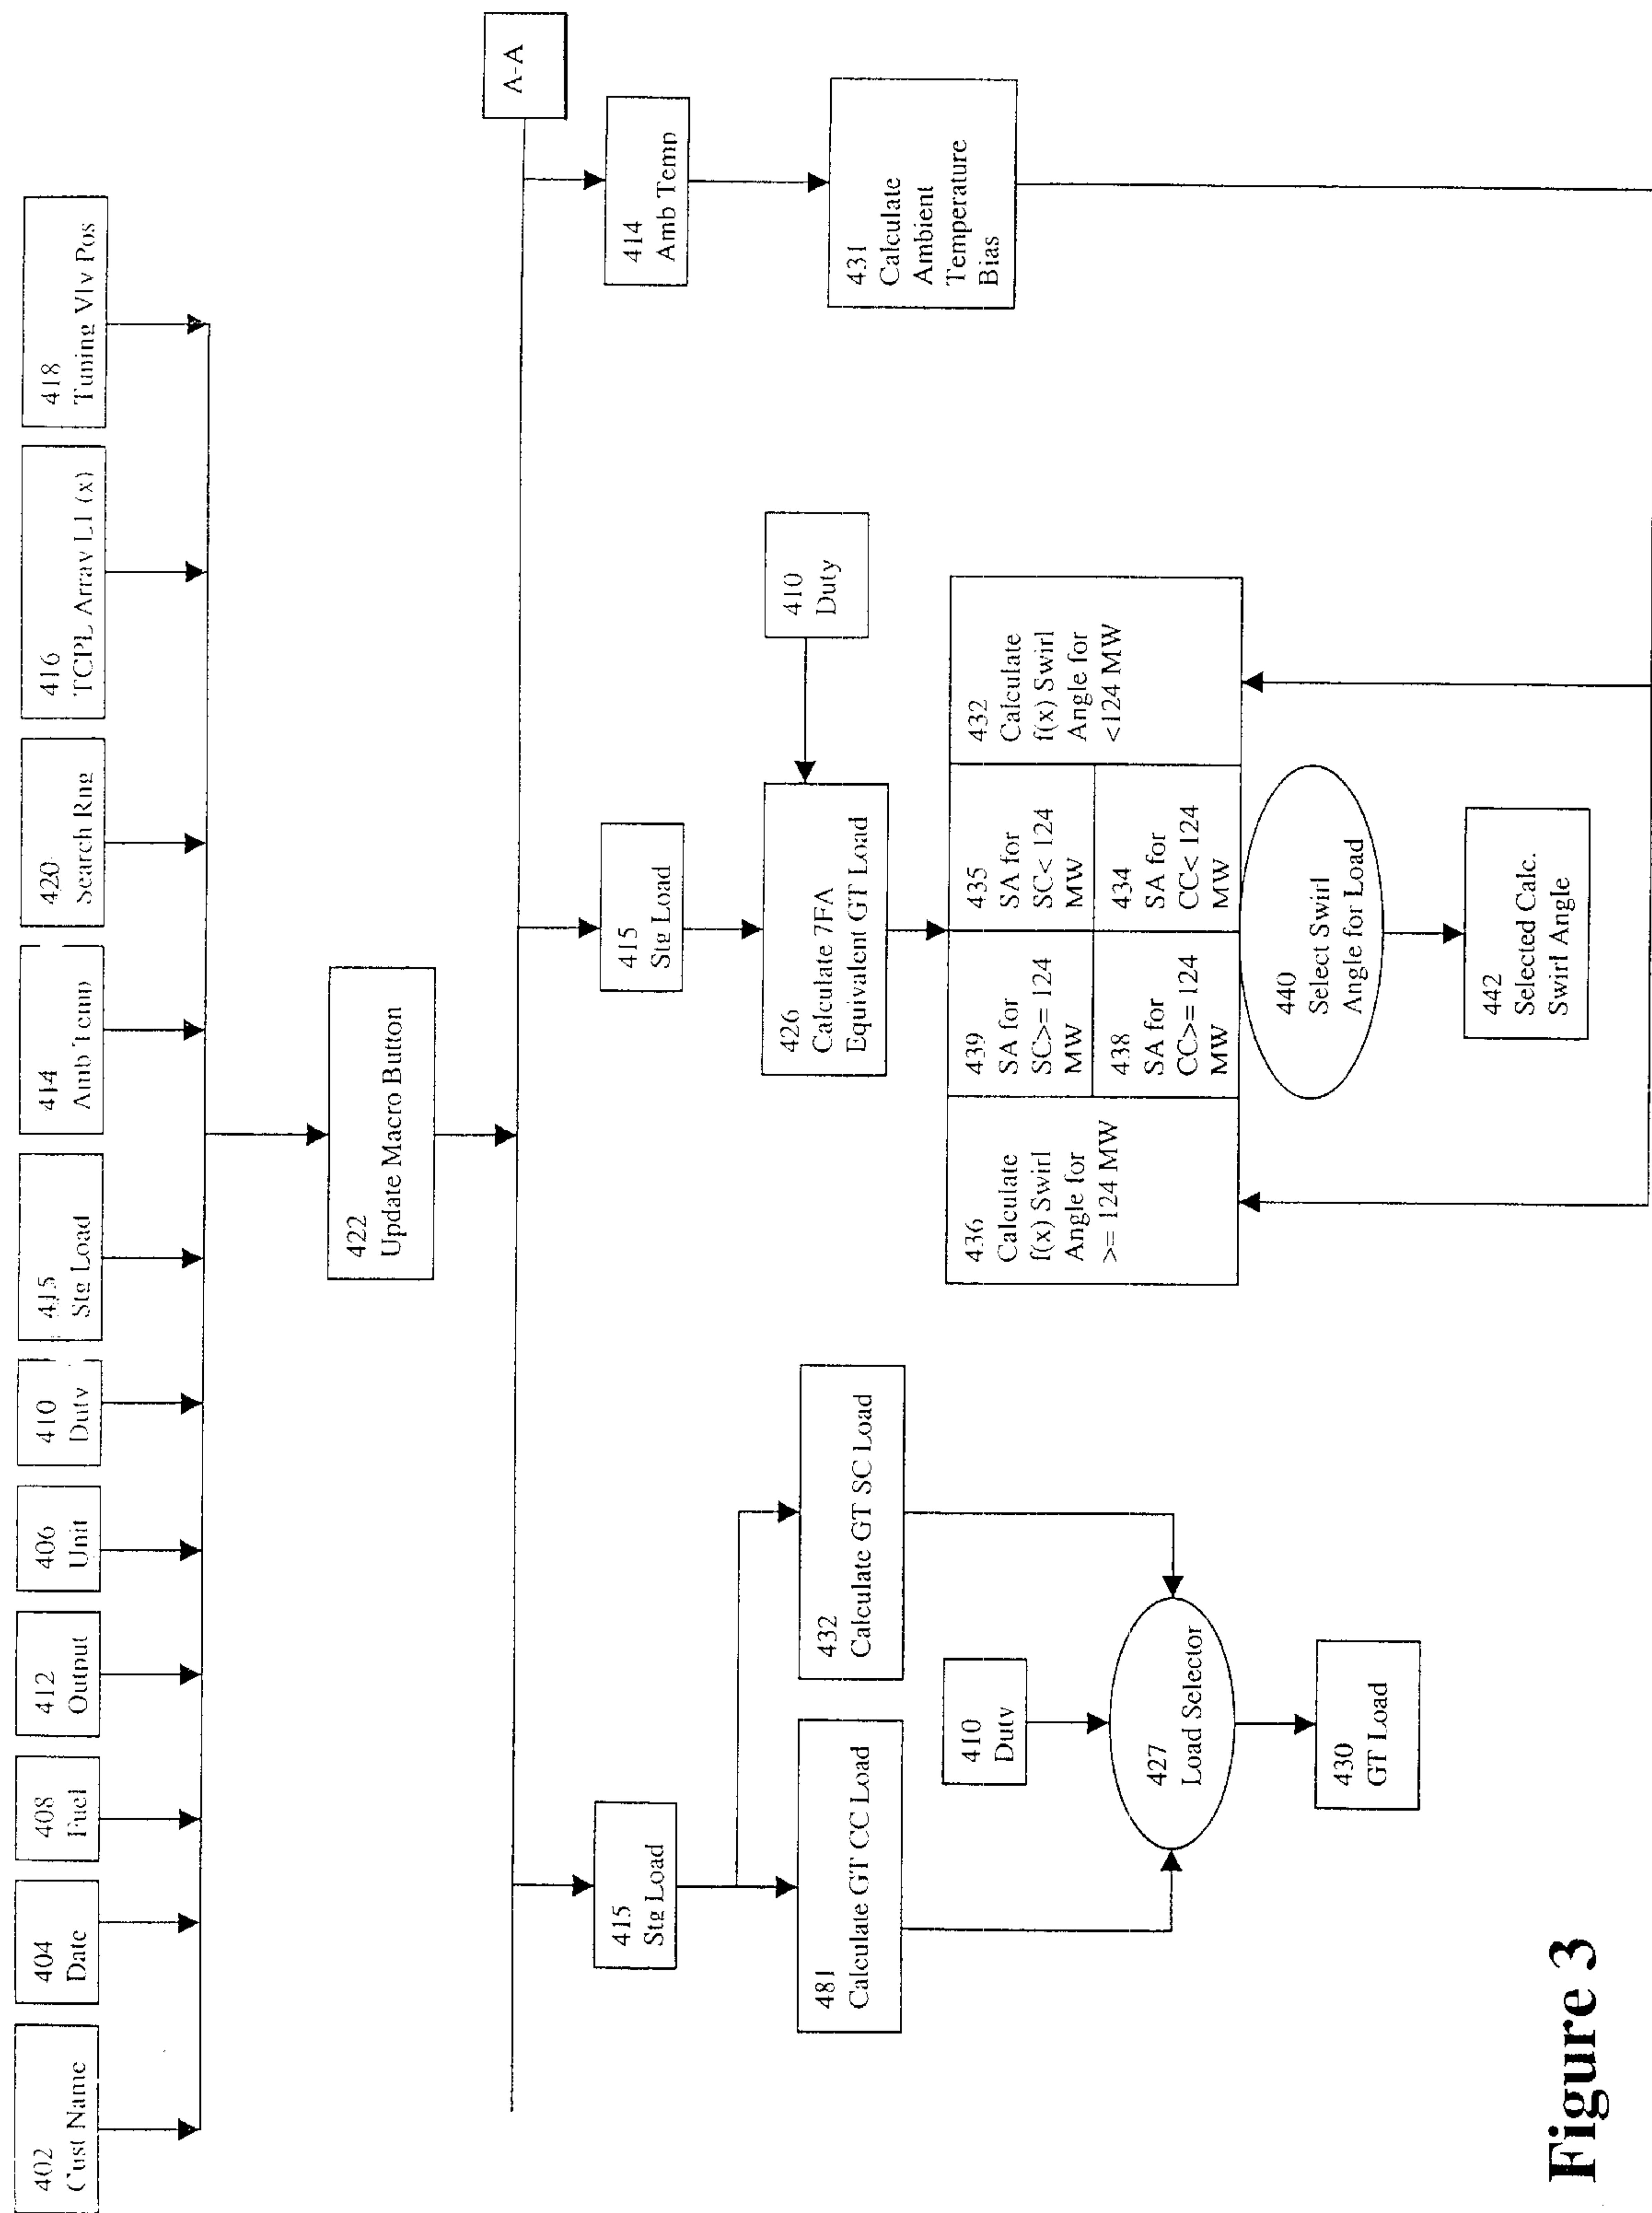 402
Cust Name
404
Date
408
Fuel
412
Output
406
Unit
410
Duty
415
Stg Load
414
Amb Temp
420
Search Rng
416
TCPL Array L1 (x)
418
Tuning Vlv Pos
422
Update Macro Button
A-A
415
Stg Load
481
Calculate GT CC Load
432
Calculate GT SC Load
410
Duty
427
Load Selector
430
GT Load
415
Stg Load
410
Duty
426
Calculate 7FA
Equivalent GT Load
436
Calculate
f(x) Swirl
Angle for
>= 124 MW
439
SA for
SC>= 124
MW
438
SA for
CC>= 124
MW
435
SA for
SC< 124
MW
434
SA for
CC< 124
MW
432
Calculate
f(x) Swirl
Angle for
<124 MW
440
Select Swirl
Angle for Load
442
Selected Calc.
Swirl Angle
414
Amb Temp
431
Calculate
Ambient
Temperature
Bias
Figure 3